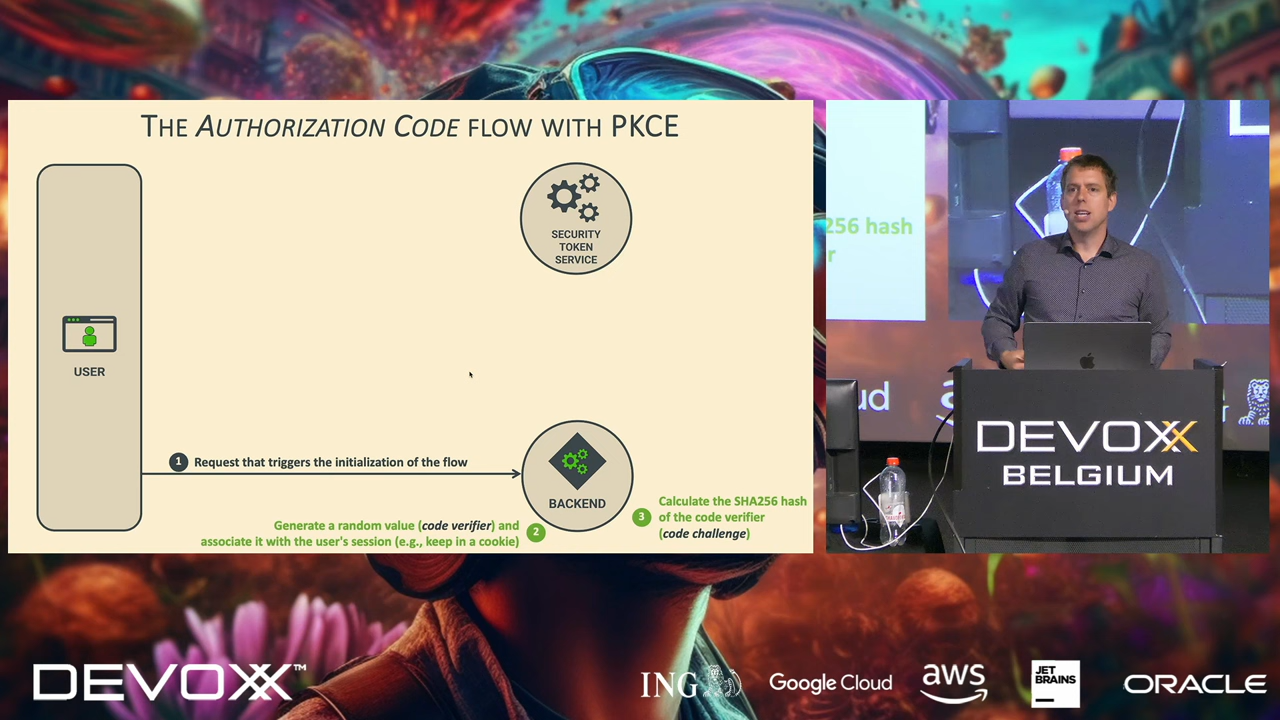 THE AUTHORIZATION CODE FLOW WITH PKCE
SECURITY
TOKEN
SERVICE
USER
1 Request that triggers the initialization of the flow
BACKEND
Generate a random value (code verifier) and
associate it with the user's session (e.g., keep in a cookie)
2
3
Calculate the SHA256 hash
of the code verifier
(code challenge)
256 hash
r
ud
a
r
DEVOXX
BELGIUM
DEVOXX™
ING
Google Cloud
aws
JET
BRAINS
ORACLE